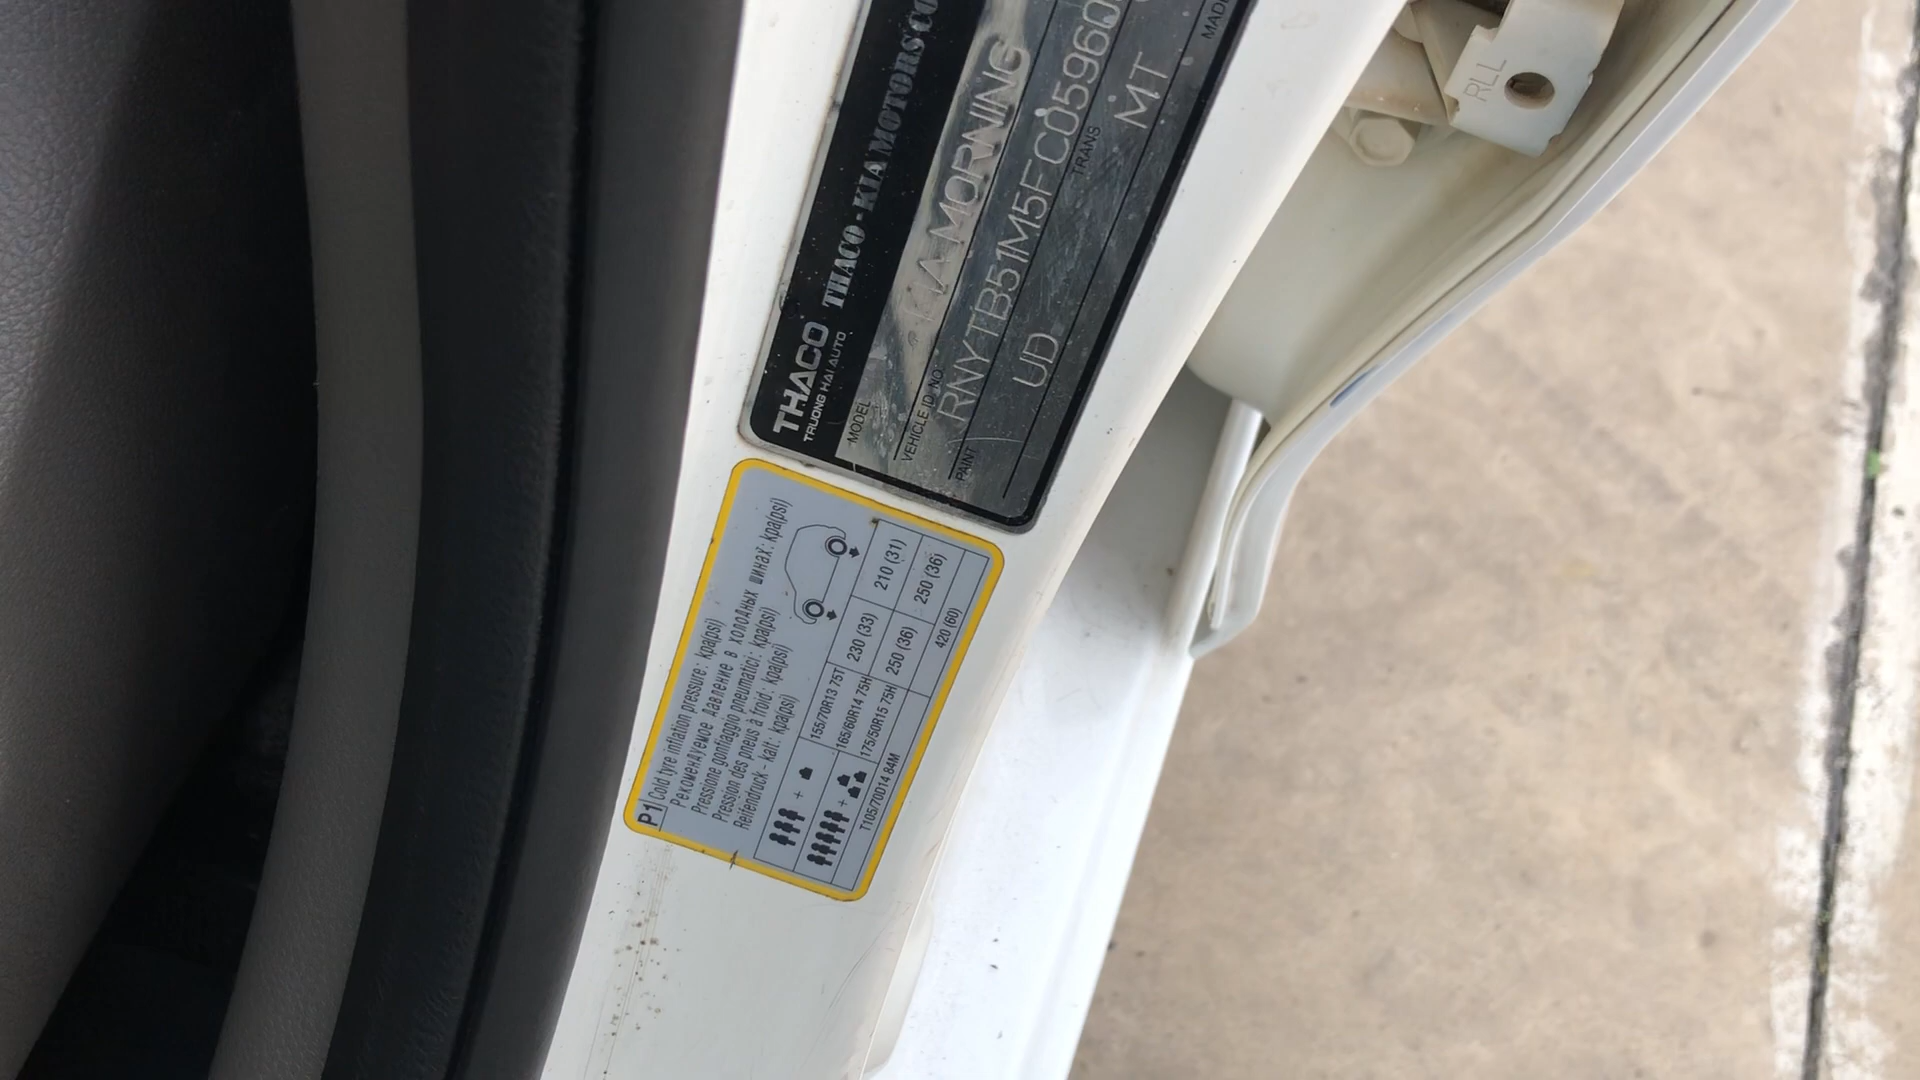 THACO
TRUONG HAI AUTO
THACO - KIA MOTORS CO
MODEL
KIA MORNING
VEHICLE ID NO.
RNYTB51M5FC05960
PAINT
UD
TRANS
MT
MADE
RLL
P1 Cold tyre inflation pressure : kpa(psi)
Рекомендуемое давление в холодных шинах: kpa(psi)
Pressione gonfiaggio pneumatici : kpa(psi)
Pression des pneus à froid : kpa(psi)
Reifendruck - kalt : kpa(psi)
155/70R13 75T 230 (33) 210 (31)
165/60R14 75H
175/50R15 75H 250 (36) 250 (36)
T105/70D14 84M 420 (60)